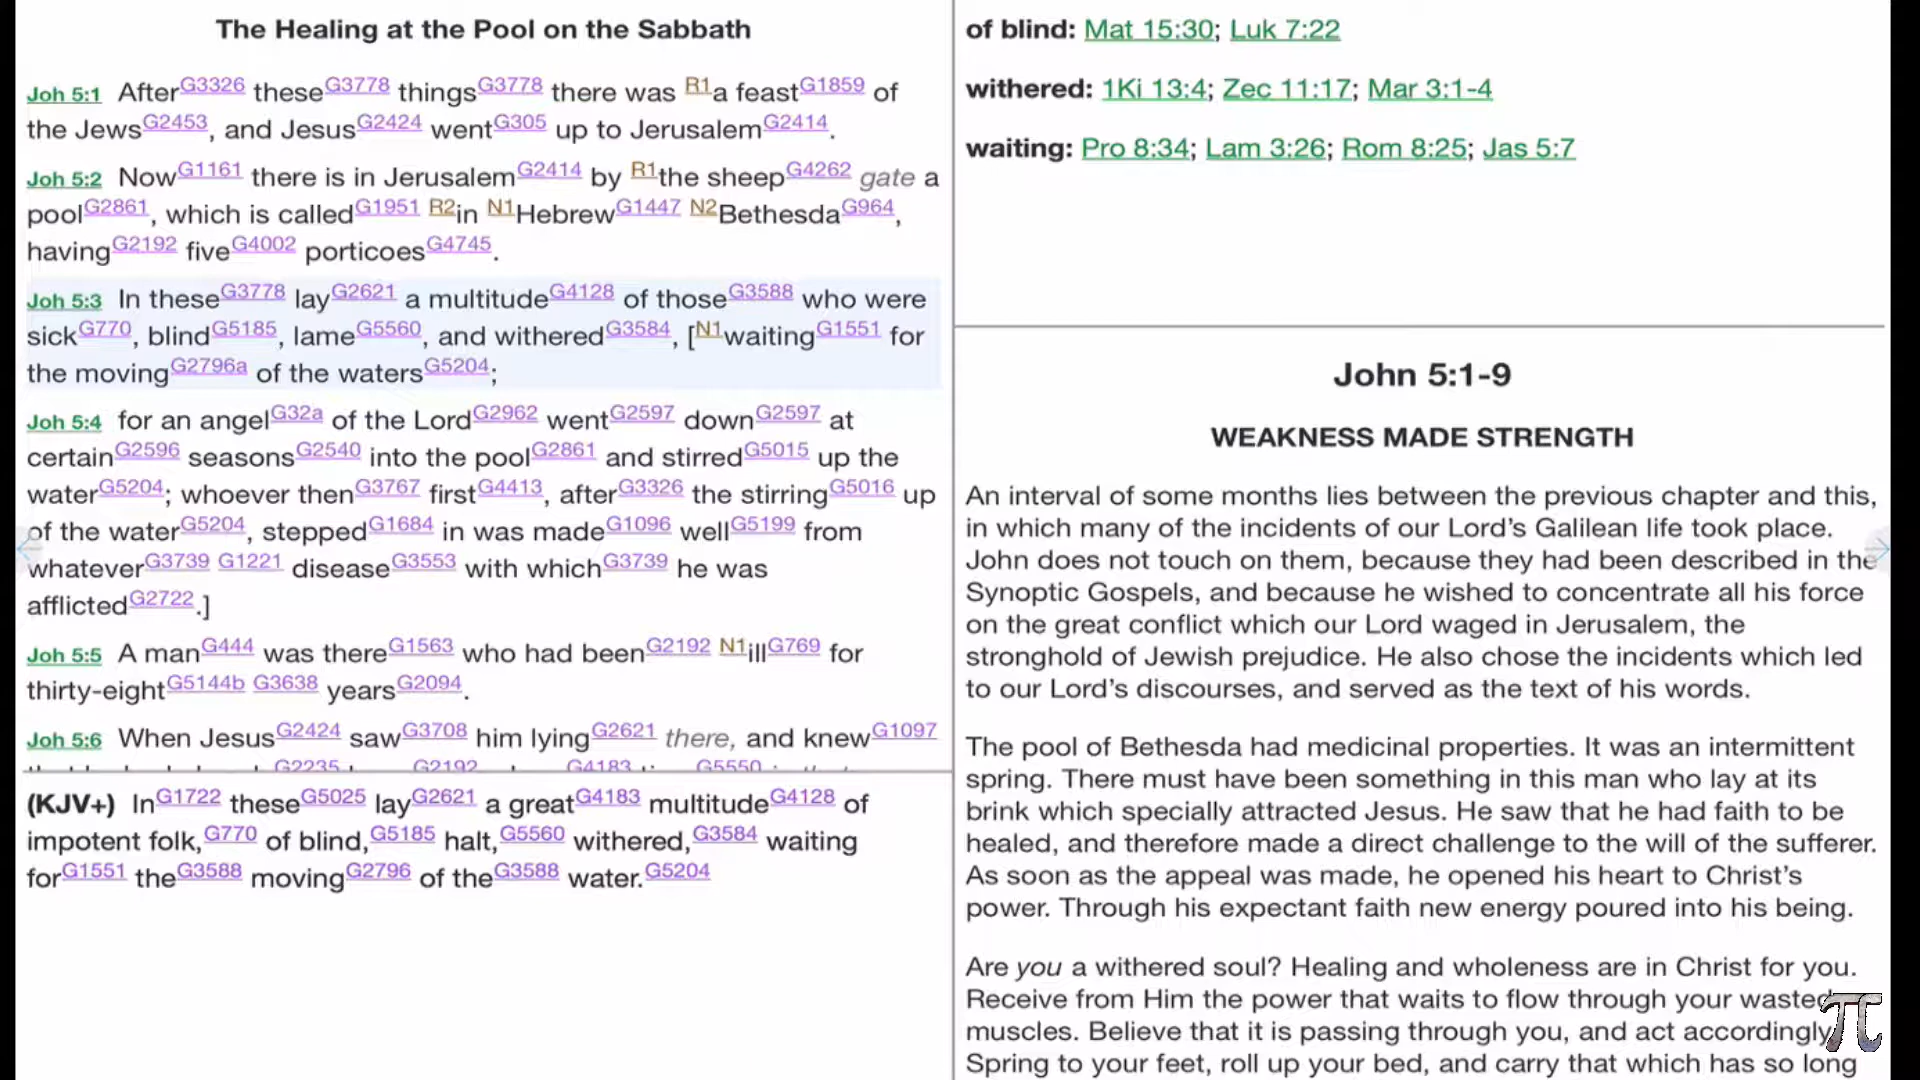 The Healing at the Pool on the Sabbath
Joh 5:1 AfterG3326 theseG3778 thingsG3778 there was R1a feastG1859 of
the JewsG2453, and JesusG2424 wentG305 up to JerusalemG2414.
Joh 5:2 NowG1161 there is in JerusalemG2414 by R1the sheepG4262 gate a
poolG2861, which is calledG1951 R2in N1HebrewG1447 N2BethesdaG964,
havingG2192 fiveG4002 porticoesG4745.
Joh 5:3 In theseG3778 layG2621 a multitudeG4128 of thoseG3588 who were
sickG770, blindG5185, lameG5560, and witheredG3584, [N1waitingG1551 for
the movingG2796a of the watersG5204;
Joh 5:4 for an angelG32a of the LordG2962 wentG2597 downG2597 at
certainG2596 seasonsG2540 into the poolG2861 and stirredG5015 up the
waterG5204; whoever thenG3767 firstG4413, afterG3326 the stirringG5016 up
of the waterG5204, steppedG1684 in was madeG1096 wellG5199 from
whateverG3739 G1221 diseaseG3553 with whichG3739 he was
afflictedG2722.]
Joh 5:5 A manG444 was thereG1563 who had beenG2192 N1illG769 for
thirty-eightG5144b G3638 yearsG2094.
Joh 5:6 When JesusG2424 sawG3708 him lyingG2621 there, and knewG1097
G2235 G2192 G4183 G5550
(KJV+) InG1722 theseG5025 layG2621 a greatG4183 multitudeG4128 of
impotent folk,G770 of blind,G5185 halt,G5560 withered,G3584 waiting
forG1551 theG3588 movingG2796 of theG3588 water.G5204
of blind: Mat 15:30; Luk 7:22
withered: 1Ki 13:4; Zec 11:17; Mar 3:1-4
waiting: Pro 8:34; Lam 3:26; Rom 8:25; Jas 5:7
John 5:1-9
WEAKNESS MADE STRENGTH
An interval of some months lies between the previous chapter and this,
in which many of the incidents of our Lord’s Galilean life took place.
John does not touch on them, because they had been described in the
Synoptic Gospels, and because he wished to concentrate all his force
on the great conflict which our Lord waged in Jerusalem, the
stronghold of Jewish prejudice. He also chose the incidents which led
to our Lord’s discourses, and served as the text of his words.
The pool of Bethesda had medicinal properties. It was an intermittent
spring. There must have been something in this man who lay at its
brink which specially attracted Jesus. He saw that he had faith to be
healed, and therefore made a direct challenge to the will of the sufferer.
As soon as the appeal was made, he opened his heart to Christ’s
power. Through his expectant faith new energy poured into his being.
Are you a withered soul? Healing and wholeness are in Christ for you.
Receive from Him the power that waits to flow through your wasted
muscles. Believe that it is passing through you, and act accordingly.
Spring to your feet, roll up your bed, and carry that which has so long
π